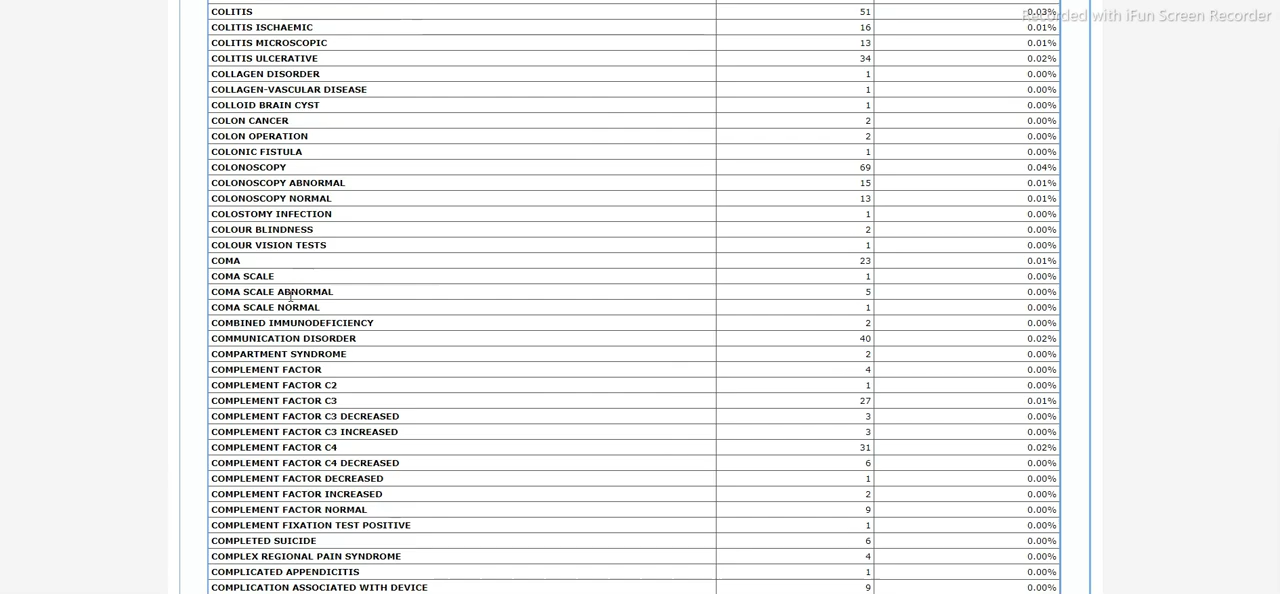 Recorded with iFun Screen Recorder
COLITIS 51 0.03%
COLITIS ISCHAEMIC 16 0.01%
COLITIS MICROSCOPIC 13 0.01%
COLITIS ULCERATIVE 34 0.02%
COLLAGEN DISORDER 1 0.00%
COLLAGEN-VASCULAR DISEASE 1 0.00%
COLLOID BRAIN CYST 1 0.00%
COLON CANCER 2 0.00%
COLON OPERATION 2 0.00%
COLONIC FISTULA 1 0.00%
COLONOSCOPY 69 0.04%
COLONOSCOPY ABNORMAL 15 0.01%
COLONOSCOPY NORMAL 13 0.01%
COLOSTOMY INFECTION 1 0.00%
COLOUR BLINDNESS 2 0.00%
COLOUR VISION TESTS 1 0.00%
COMA 23 0.01%
COMA SCALE 1 0.00%
COMA SCALE ABNORMAL 5 0.00%
COMA SCALE NORMAL 1 0.00%
COMBINED IMMUNODEFICIENCY 2 0.00%
COMMUNICATION DISORDER 40 0.02%
COMPARTMENT SYNDROME 2 0.00%
COMPLEMENT FACTOR 4 0.00%
COMPLEMENT FACTOR C2 1 0.00%
COMPLEMENT FACTOR C3 27 0.01%
COMPLEMENT FACTOR C3 DECREASED 3 0.00%
COMPLEMENT FACTOR C3 INCREASED 3 0.00%
COMPLEMENT FACTOR C4 31 0.02%
COMPLEMENT FACTOR C4 DECREASED 6 0.00%
COMPLEMENT FACTOR DECREASED 1 0.00%
COMPLEMENT FACTOR INCREASED 2 0.00%
COMPLEMENT FACTOR NORMAL 9 0.00%
COMPLEMENT FIXATION TEST POSITIVE 1 0.00%
COMPLETED SUICIDE 6 0.00%
COMPLEX REGIONAL PAIN SYNDROME 4 0.00%
COMPLICATED APPENDICITIS 1 0.00%
COMPLICATION ASSOCIATED WITH DEVICE 9 0.00%